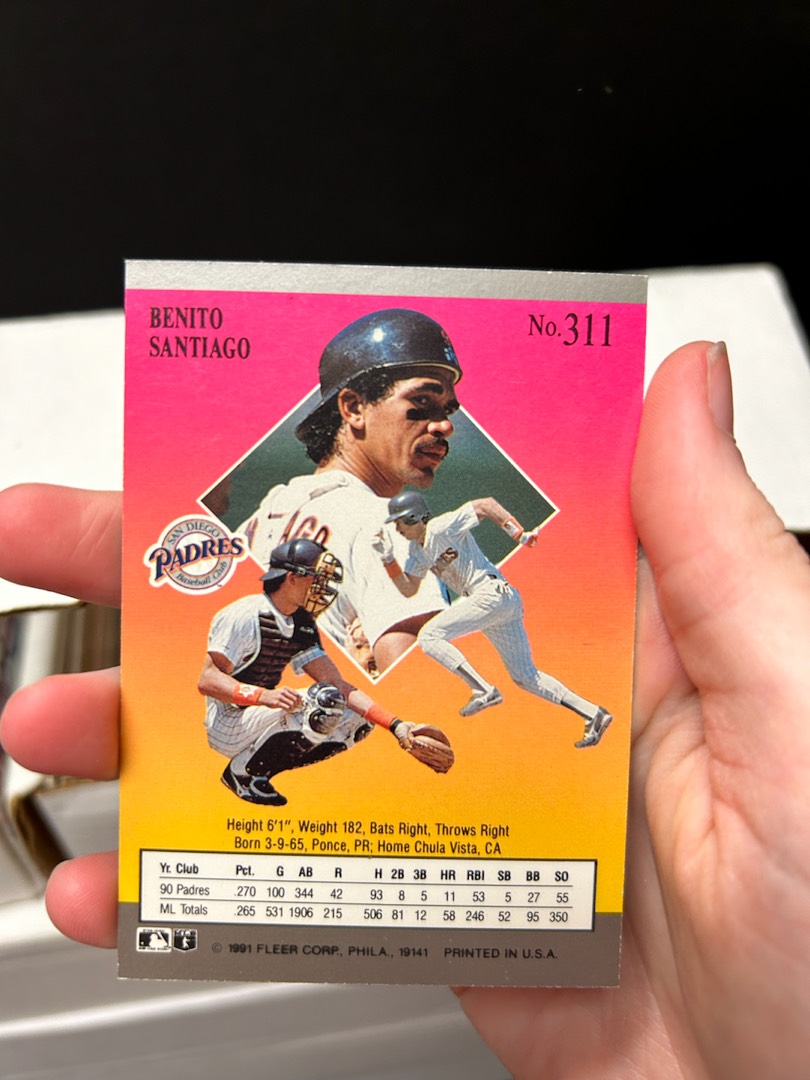 BENITO
SANTIAGO
No.311
SAN DIEGO
PADRES
Baseball Club
Height 6'1", Weight 182, Bats Right, Throws Right
Born 3-9-65, Ponce, PR; Home Chula Vista, CA
Yr. Club Pct. G AB R H 2B 3B HR RBI SB BB SO
90 Padres .270 100 344 42 93 8 5 11 53 5 27 55
ML Totals .265 531 1906 215 506 81 12 58 246 52 95 350
© 1991 FLEER CORP., PHILA., 19141 PRINTED IN U.S.A.